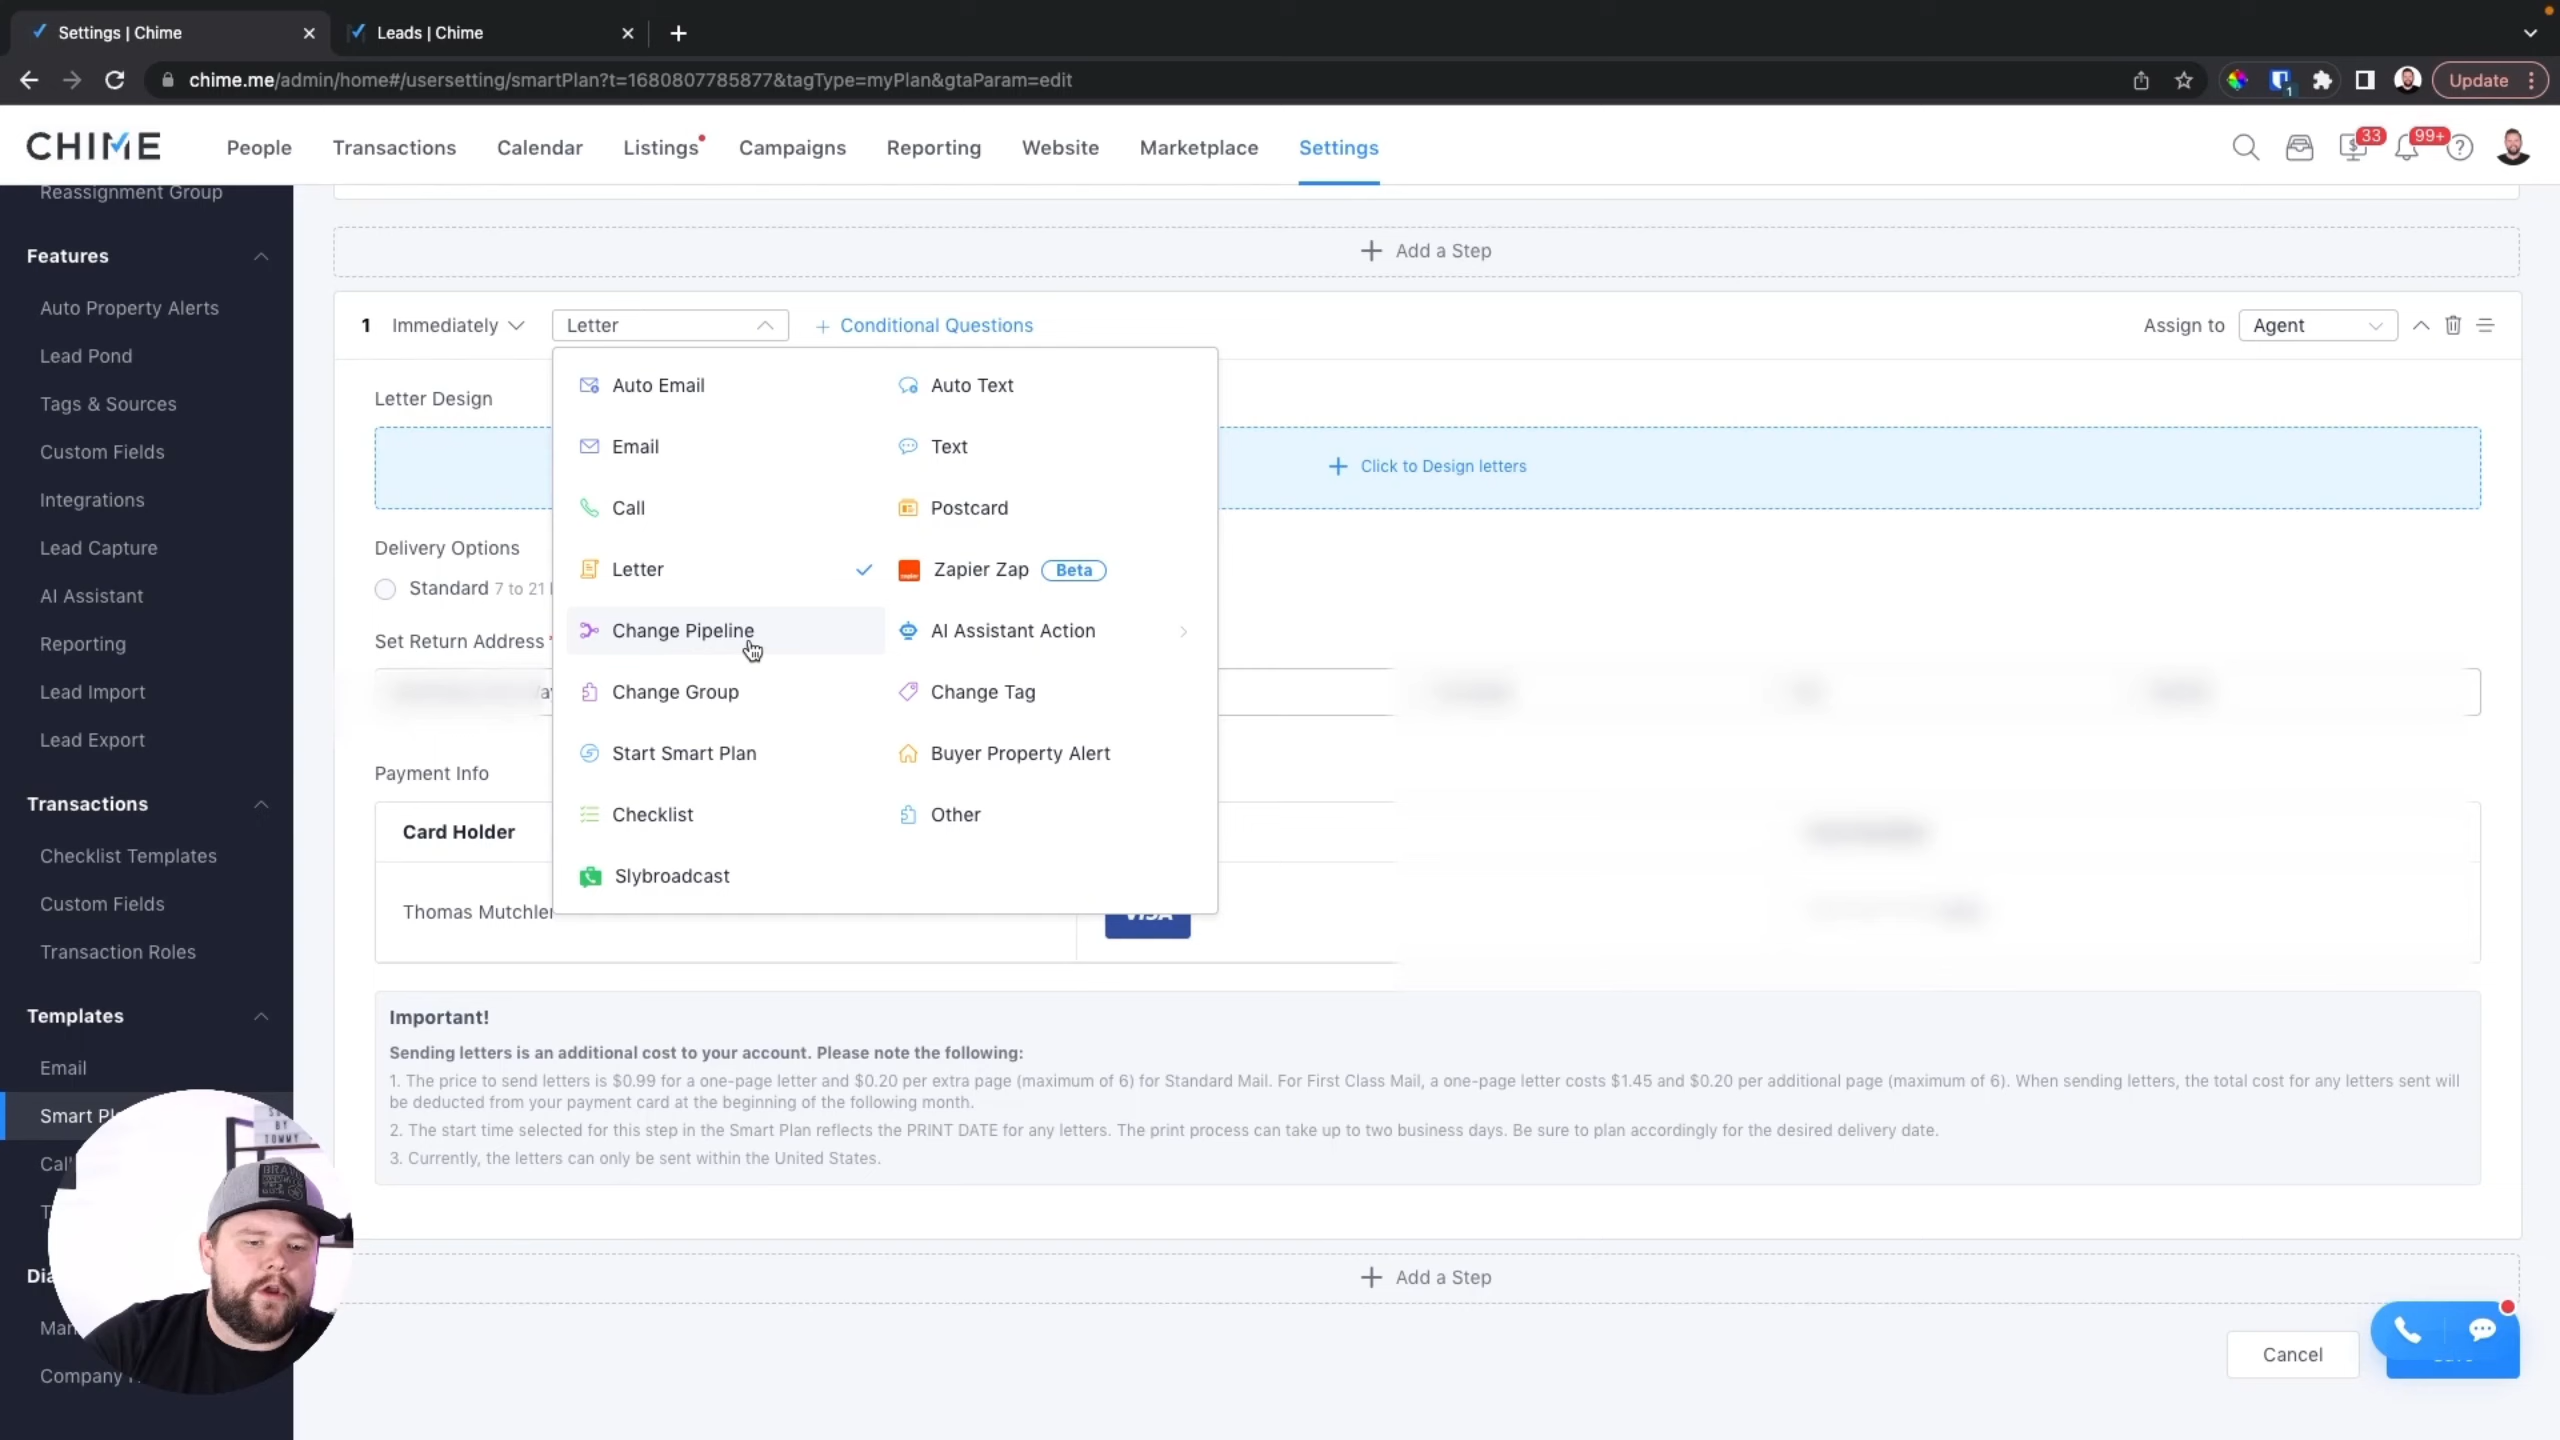 Settings | Chime
Leads | Chime
chime.me/admin/home#/usersetting/smartPlan?t=1680807785877&tagType=myPlan&gtaParam=edit
1
Update
CHIME
People
Transactions
Calendar
Listings
Campaigns
Reporting
Website
Marketplace
Settings
33
99+
Reassignment Group
Features
Auto Property Alerts
Lead Pond
Tags & Sources
Custom Fields
Integrations
Lead Capture
AI Assistant
Reporting
Lead Import
Lead Export
Transactions
Checklist Templates
Custom Fields
Transaction Roles
Templates
Email
Smart
Company
Add a Step
1 Immediately
Letter
+ Conditional Questions
Assign to Agent
Letter Design
Click to Design letters
Delivery Options
Standard 7 to 21
Set Return Address *
Payment Info
Card Holder
Thomas Mutchler
VISA
Auto Email
Auto Text
Email
Text
Call
Postcard
Letter
Zapier Zap Beta
Change Pipeline
AI Assistant Action
Change Group
Change Tag
Start Smart Plan
Buyer Property Alert
Checklist
Other
Slybroadcast
Important!
Sending letters is an additional cost to your account. Please note the following:
1. The price to send letters is $0.99 for a one-page letter and $0.20 per extra page (maximum of 6) for Standard Mail. For First Class Mail, a one-page letter costs $1.45 and $0.20 per additional page (maximum of 6). When sending letters, the total cost for any letters sent will
be deducted from your payment card at the beginning of the following month.
2. The start time selected for this step in the Smart Plan reflects the PRINT DATE for any letters. The print process can take up to two business days. Be sure to plan accordingly for the desired delivery date.
3. Currently, the letters can only be sent within the United States.
Add a Step
Cancel
BY
TOMMY